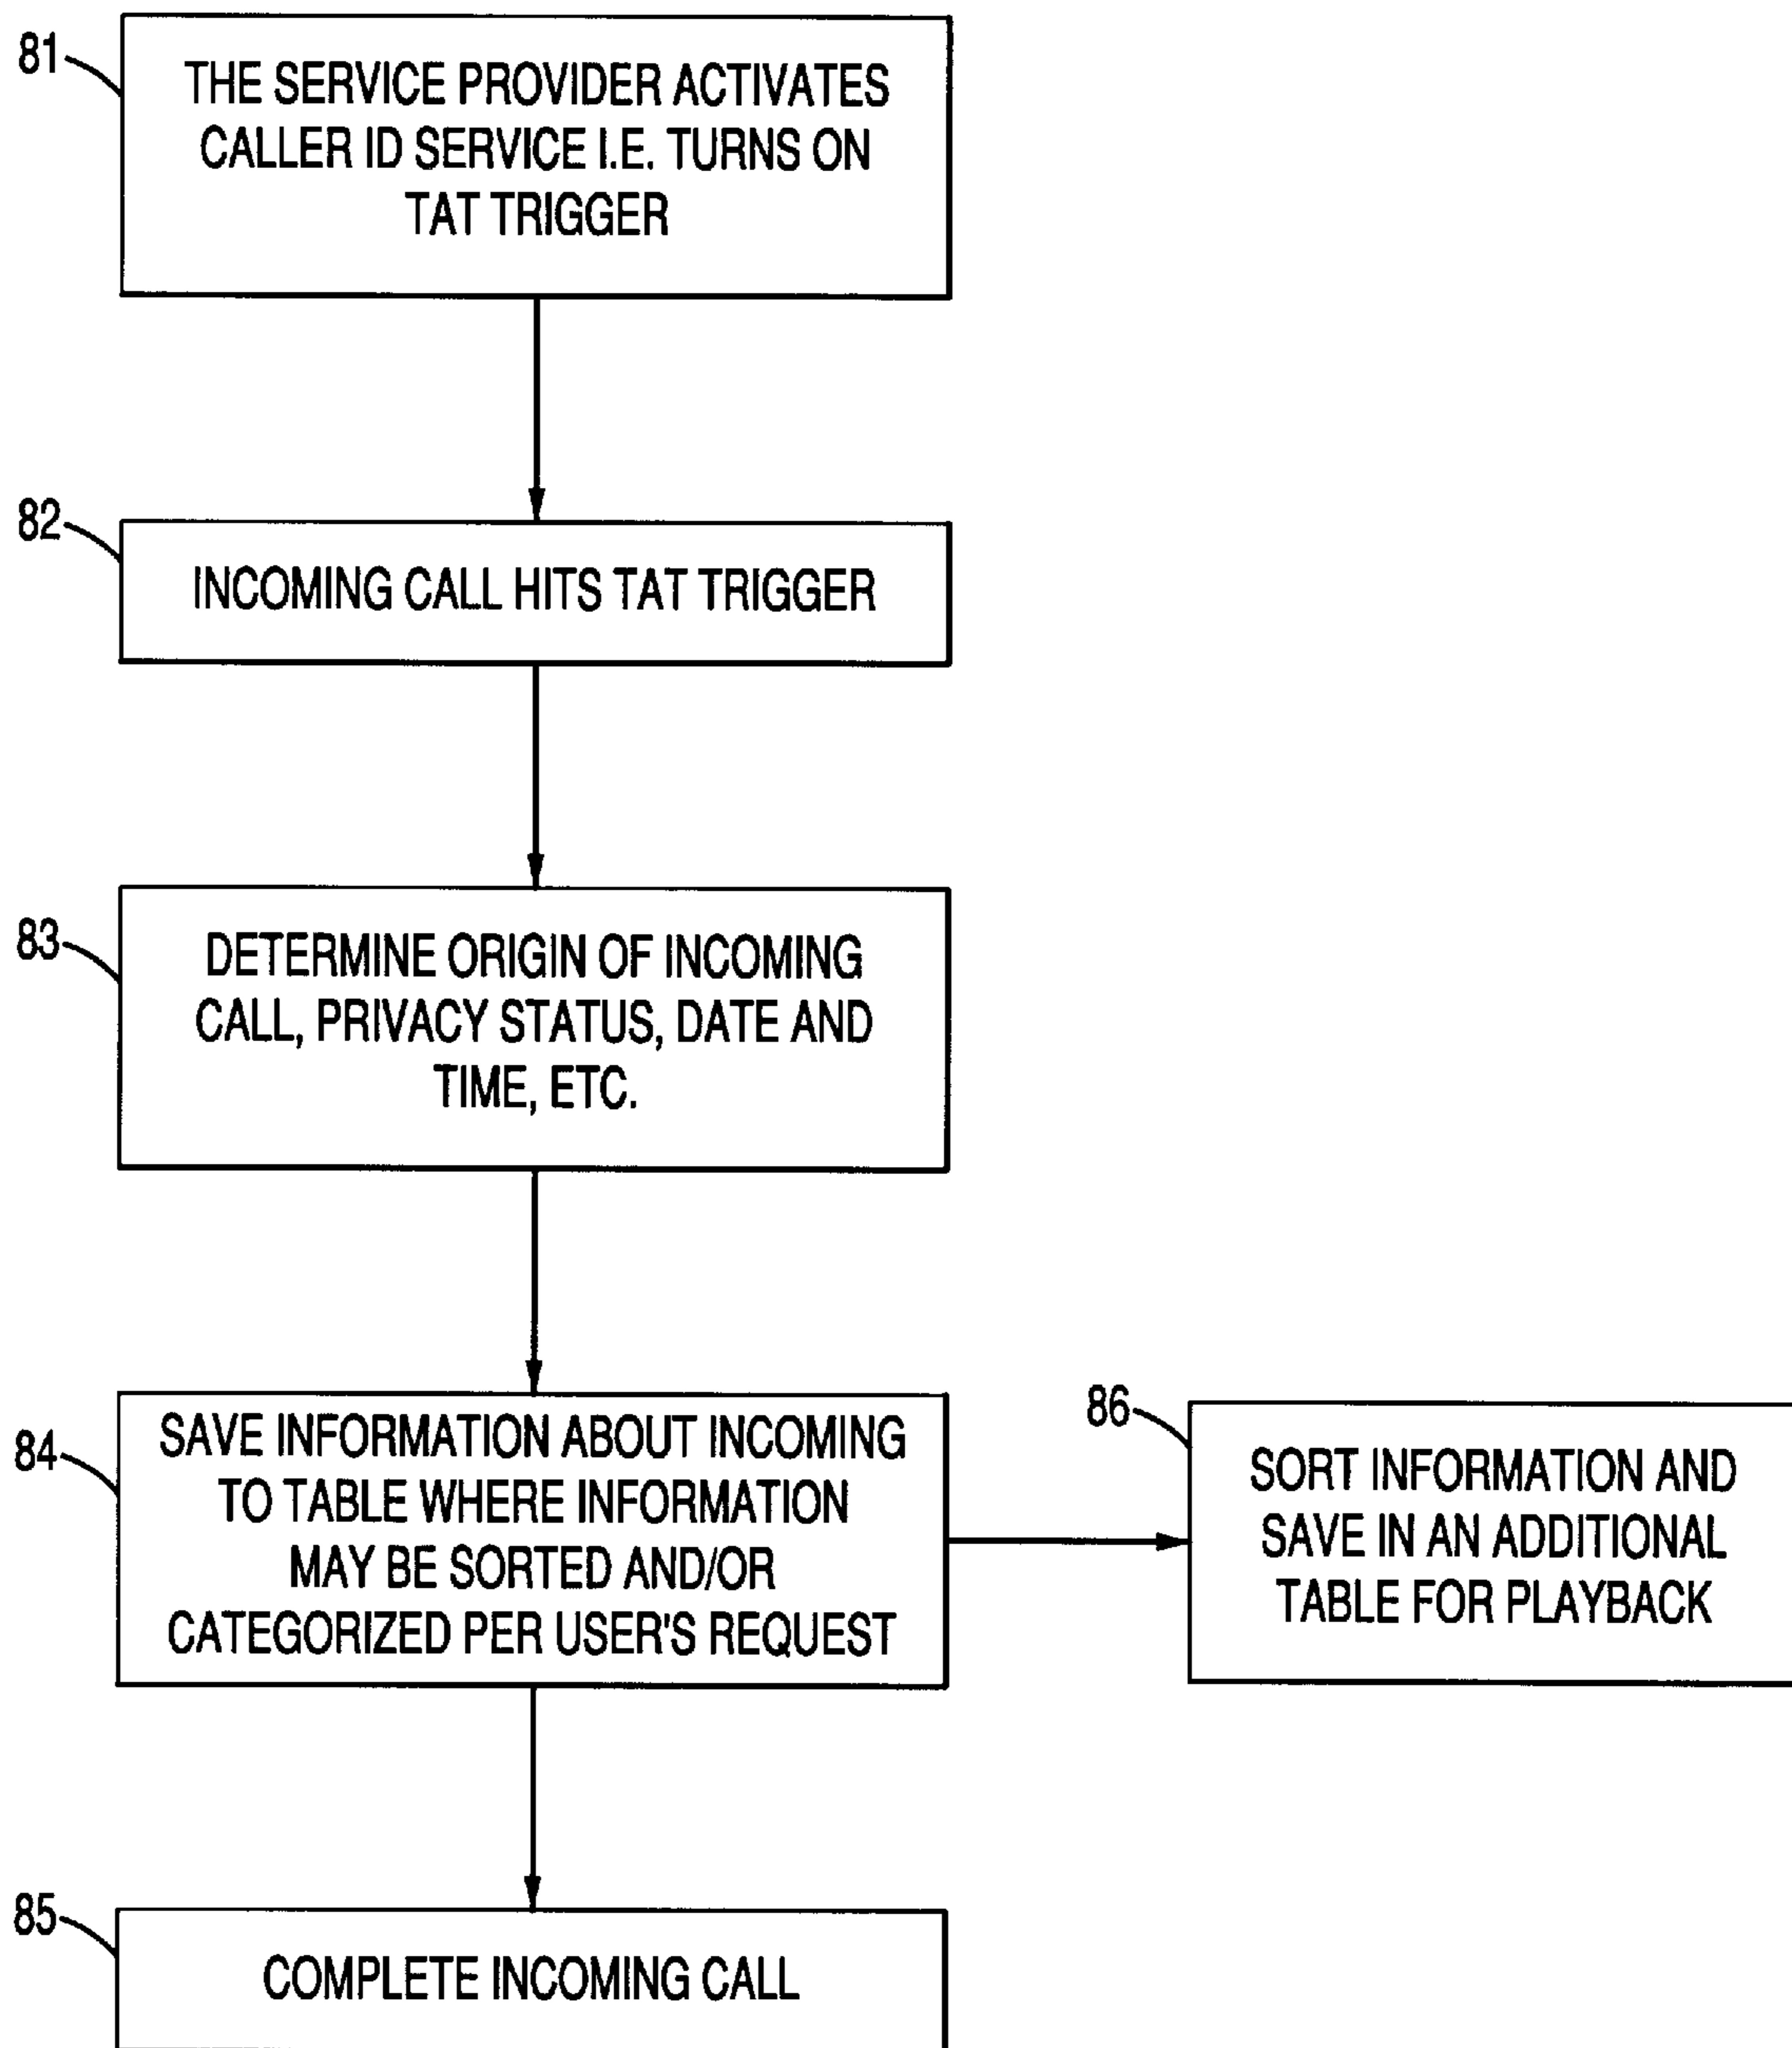 81
THE SERVICE PROVIDER ACTIVATES
CALLER ID SERVICE I.E. TURNS ON
TAT TRIGGER
82
INCOMING CALL HITS TAT TRIGGER
83
DETERMINE ORIGIN OF INCOMING
CALL, PRIVACY STATUS, DATE AND
TIME, ETC.
84
SAVE INFORMATION ABOUT INCOMING
TO TABLE WHERE INFORMATION
MAY BE SORTED AND/OR
CATEGORIZED PER USER'S REQUEST
86
SORT INFORMATION AND
SAVE IN AN ADDITIONAL
TABLE FOR PLAYBACK
85
COMPLETE INCOMING CALL